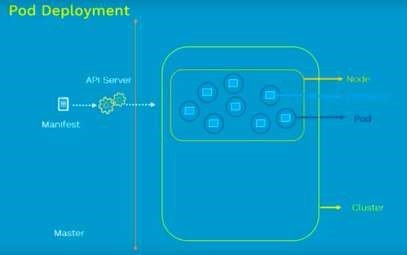 Pod Deployment
API Server
Node
Manifest
Pod
Cluster
Master